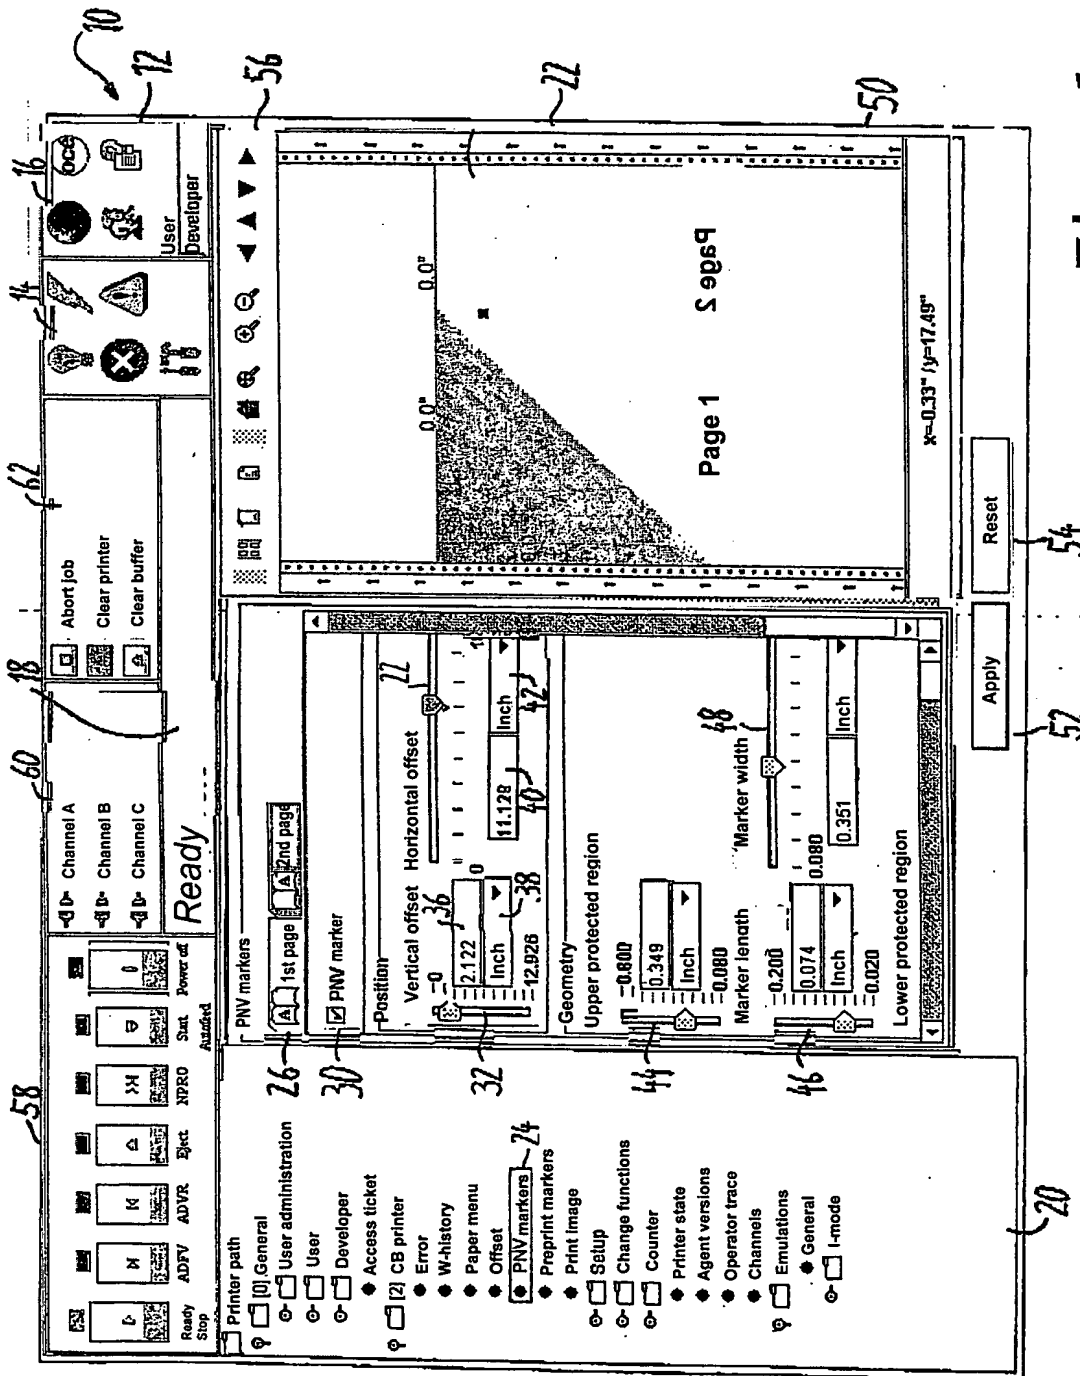 10
12
16
14
62
18
60
58
océ
User
Developer
Abort job
Clear printer
Clear buffer
Channel A
Channel B
Channel C
Ready
Ready Stop
ADFV
ADVR
Eject
NPRO
Start
Autofeed
Power off
Printer path
[0] General
User administration
User
Developer
Access ticket
[2] CB printer
Error
W-history
Paper menu
Offset
PNV markers
24
Preprint markers
Print image
Setup
Change functions
Counter
Printer state
Agent versions
Operator trace
Channels
Emulations
General
I-mode
20
PNV markers
1st page
2nd page
26
PNV marker
30
Position
Vertical offset
Horizontal offset
0
2.122
36
Inch
38
12.926
32
22
0
10
11.128
Inch
40
42
Geometry
Upper protected region
0.800
0.349
Inch
0.080
44
Marker width
48
0.080
0.351
Inch
Marker length
0.200
0.074
Inch
0.020
46
Lower protected region
56
22
50
0.0"
0.0"
Page 1
Page 2
x=-0.33" /y=17.49"
Apply
Reset
52
54